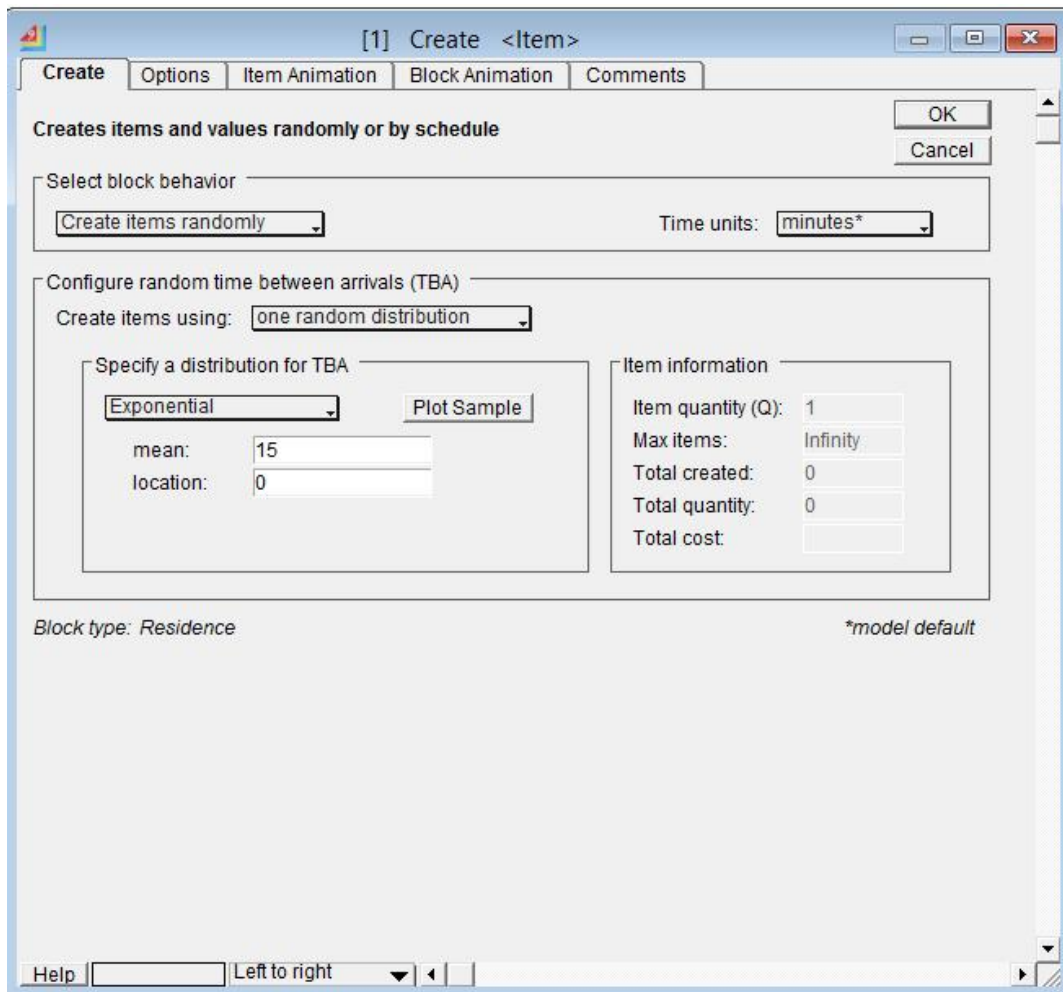 [1] Create <Item>
Create Options Item Animation Block Animation Comments
OK
Creates items and values randomly or by schedule
Cancel
Select block behavior
Create items randomly Time units: minutes*
Configure random time between arrivals (TBA)
Create items using: one random distribution
Specify a distribution for TBA
Exponential Plot Sample
mean: 15
location: 0
Item information
Item quantity (Q): 1
Max items: Infinity
Total created: 0
Total quantity: 0
Total cost:
Block type: Residence *model default
Help Left to right